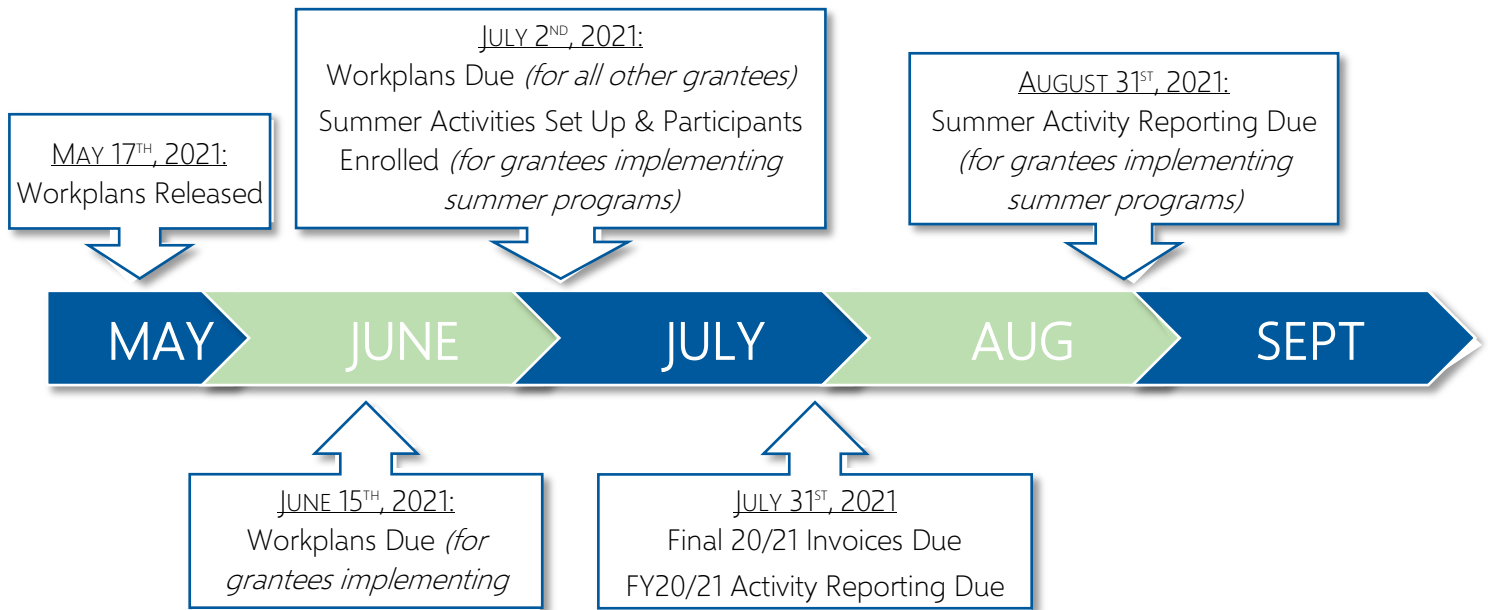 MAY 17TH, 2021:
Workplans Released
JULY 2ND, 2021:
Workplans Due (for all other grantees)
Summer Activities Set Up & Participants
Enrolled (for grantees implementing
summer programs)
AUGUST 31ST, 2021:
Summer Activity Reporting Due
(for grantees implementing
summer programs)
MAY
JUNE
JULY
AUG
SEPT
JUNE 15TH, 2021:
Workplans Due (for
grantees implementing
JULY 31ST, 2021
Final 20/21 Invoices Due
FY20/21 Activity Reporting Due